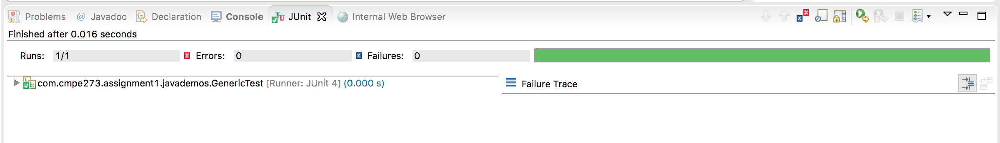 Problems @ Javadoc Declaration Console JUnit Internal Web Browser
Finished after 0.016 seconds
Runs: 1/1 Errors: 0 Failures: 0
com.cmpe273.assignment1.javademos.GenericTest [Runner: JUnit 4] (0.000 s)
Failure Trace